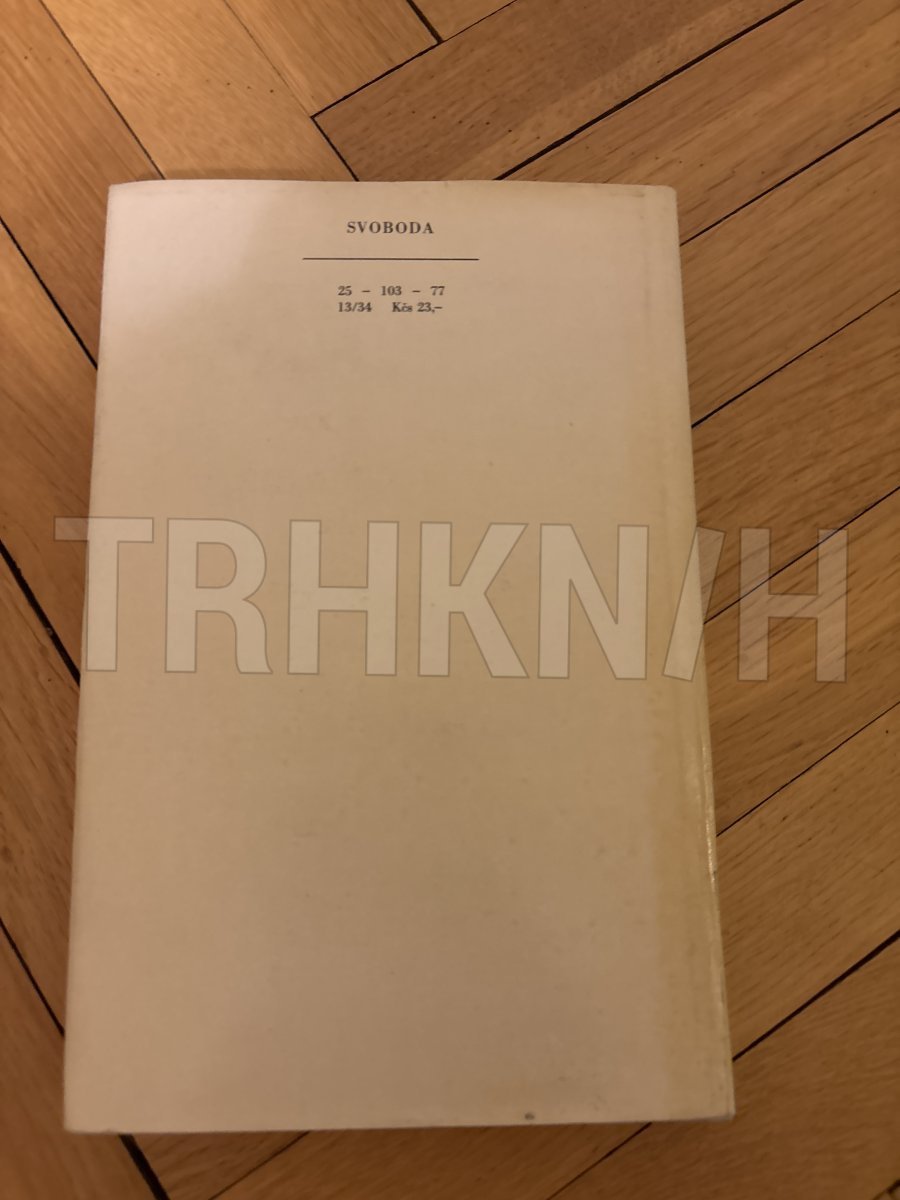 SVOBODA
25 – 103 – 77
13/34 Kčs 23,–
TRHKNIH